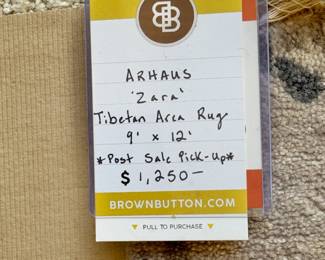 BB
ARHAUS
'Zara'
Tibetan Area Rug
9' x 12'
*Post Sale Pick-Up*
$1,250—
BROWNBUTTON.COM
▼ PULL TO PURCHASE ▼